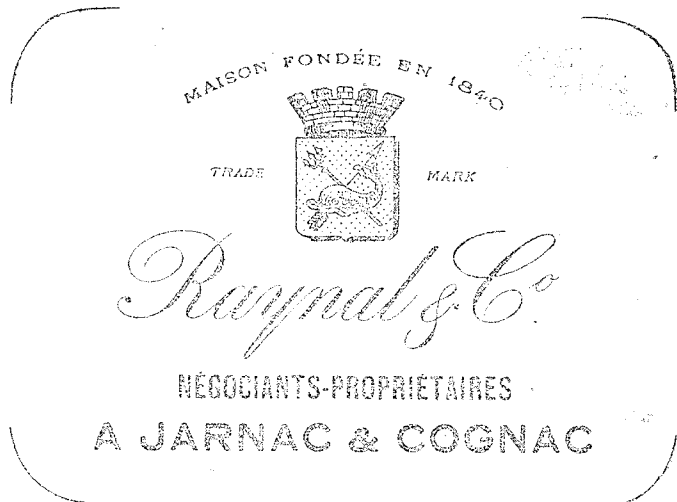 MAISON FONDÉE EN 1840
TRADE MARK
Raynal & Co.
NÉGOCIANTS-PROPRIÉTAIRES
A JARNAC & COGNAC